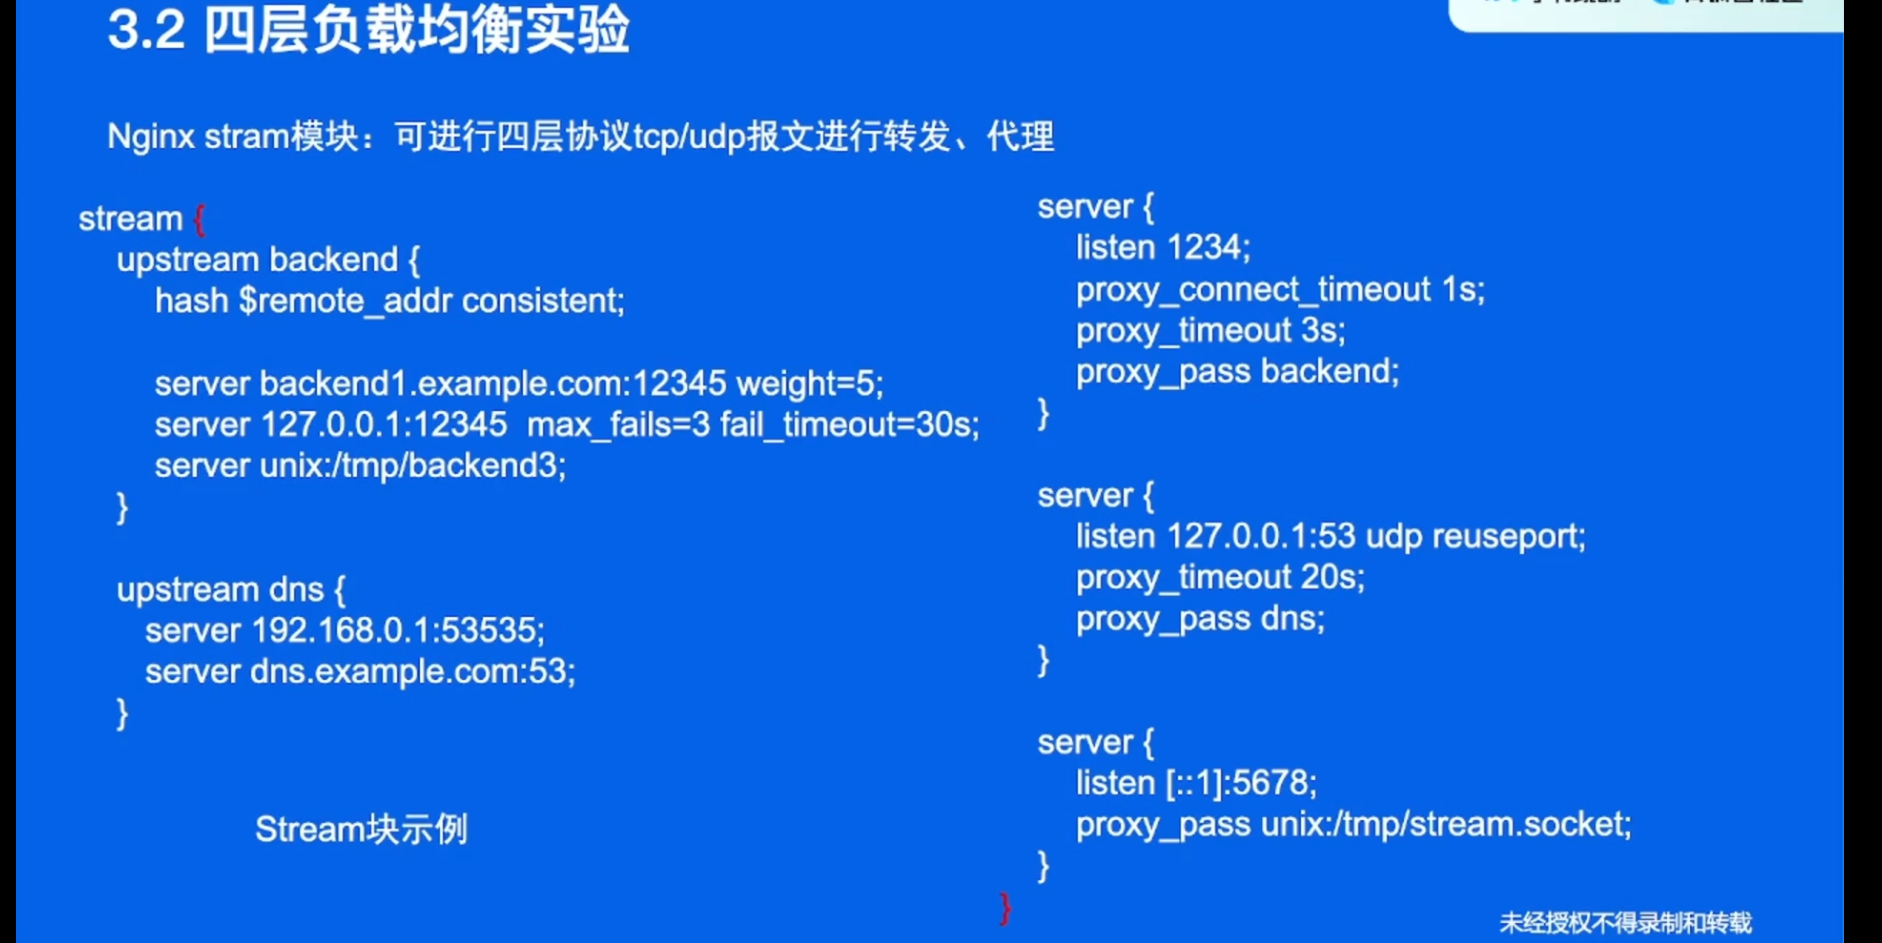 3.2 四层负载均衡实验
Nginx stram模块：可进行四层协议tcp/udp报文进行转发、代理
stream {
upstream backend {
hash $remote_addr consistent;
server backend1.example.com:12345 weight=5;
server 127.0.0.1:12345  max_fails=3 fail_timeout=30s;
server unix:/tmp/backend3;
}
upstream dns {
server 192.168.0.1:53535;
server dns.example.com:53;
}
Stream块示例
server {
listen 1234;
proxy_connect_timeout 1s;
proxy_timeout 3s;
proxy_pass backend;
}
server {
listen 127.0.0.1:53 udp reuseport;
proxy_timeout 20s;
proxy_pass dns;
}
server {
listen [::1]:5678;
proxy_pass unix:/tmp/stream.socket;
}
}
未经授权不得录制和转载